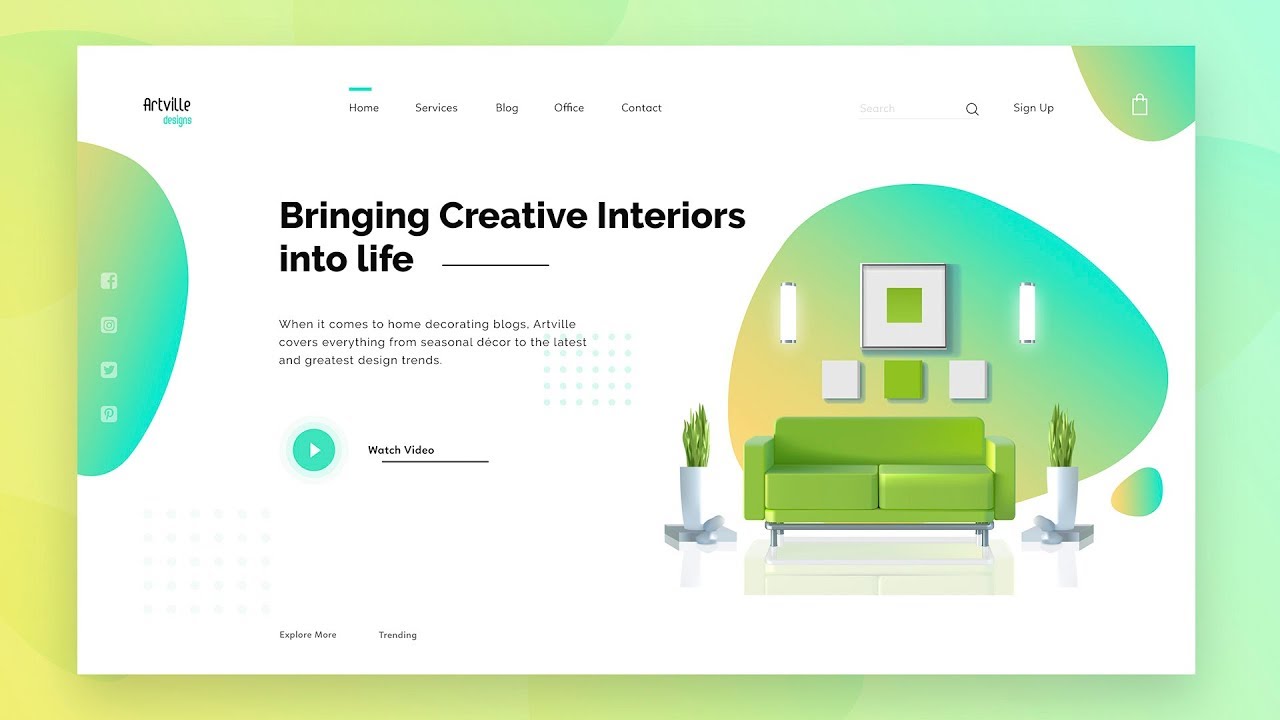 Artville
designs
Home
Services
Blog
Office
Contact
Search
Sign Up
Bringing Creative Interiors
into life
When it comes to home decorating blogs, Artville
covers everything from seasonal décor to the latest
and greatest design trends.
Watch Video
Explore More
Trending